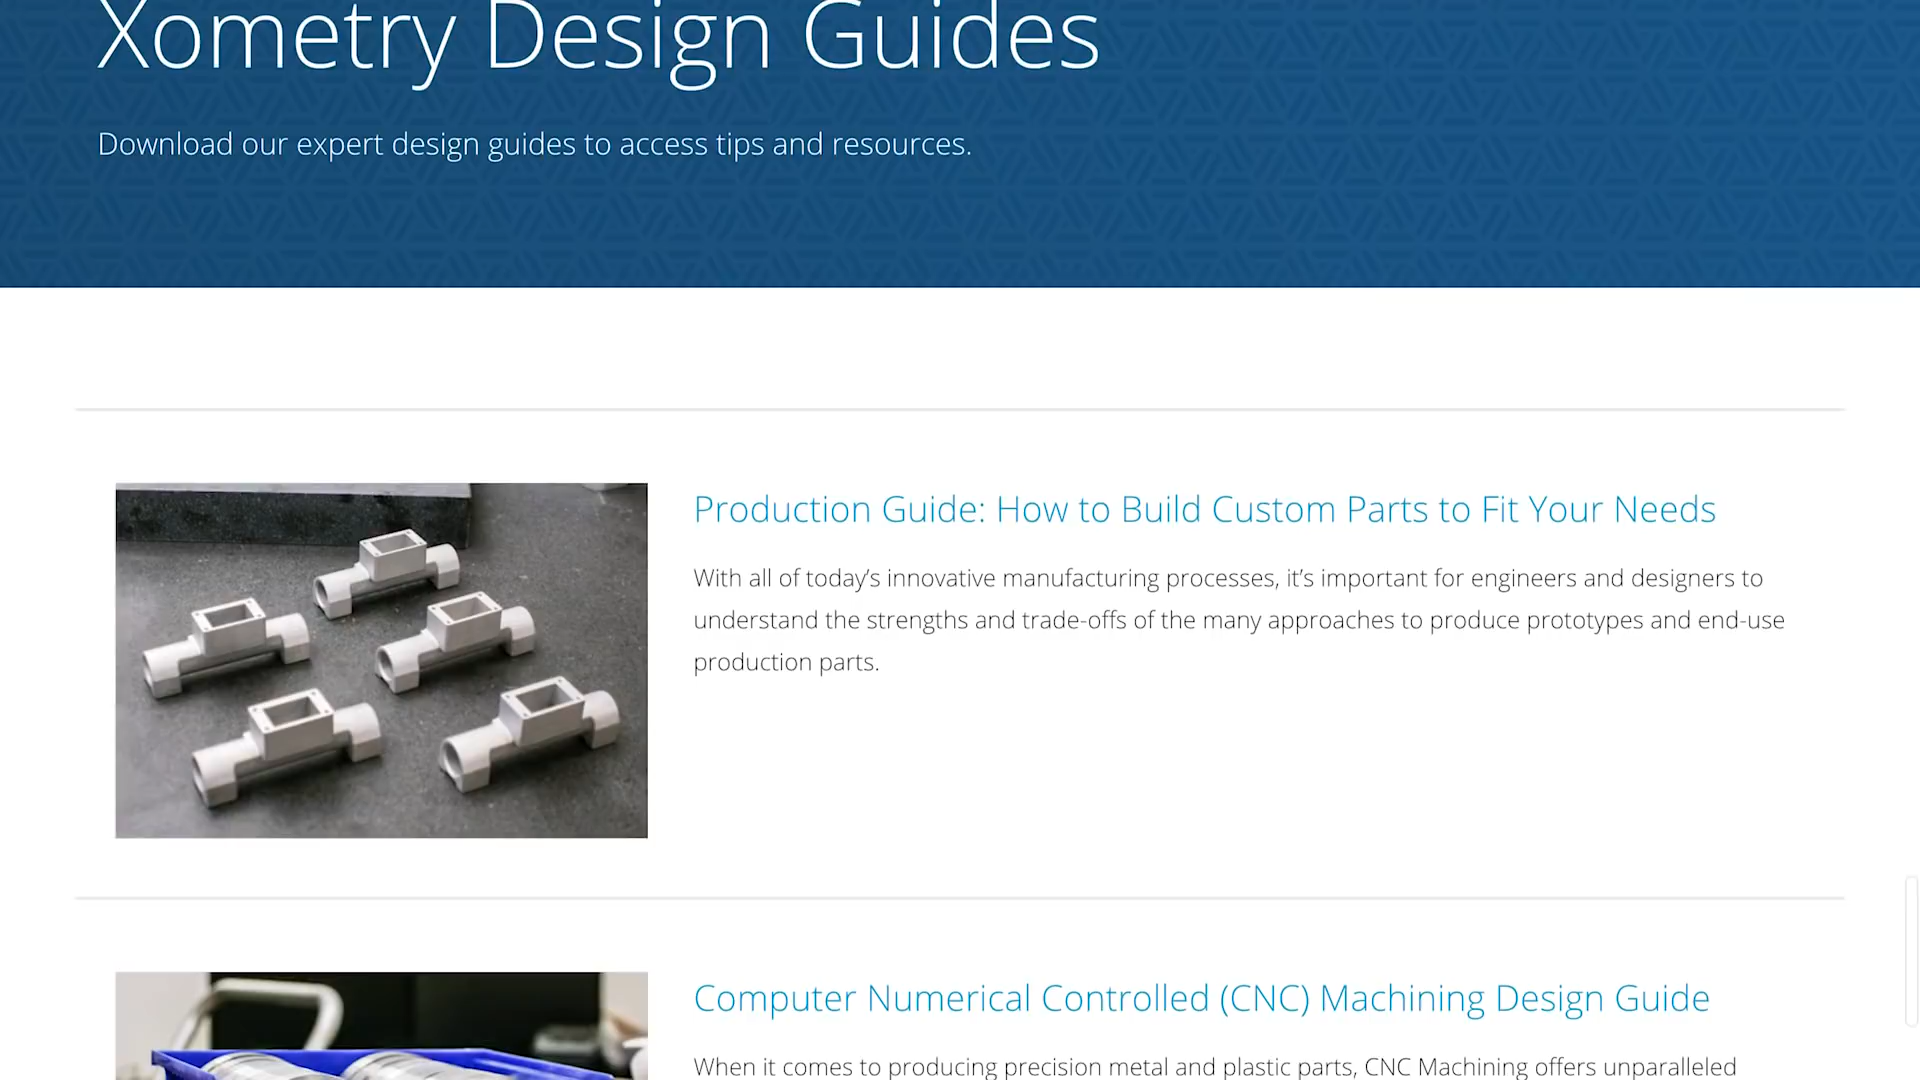 Xometry Design Guides
Download our expert design guides to access tips and resources.
Production Guide: How to Build Custom Parts to Fit Your Needs
With all of today’s innovative manufacturing processes, it’s important for engineers and designers to
understand the strengths and trade-offs of the many approaches to produce prototypes and end-use
production parts.
Computer Numerical Controlled (CNC) Machining Design Guide
When it comes to producing precision metal and plastic parts, CNC Machining offers unparalleled